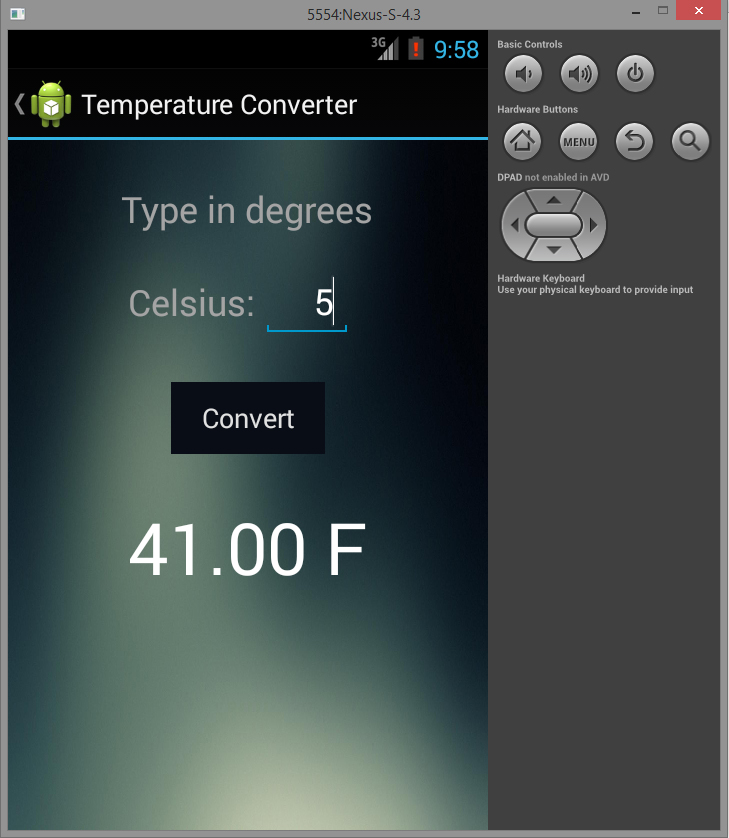 5554:Nexus-S-4.3
3G 9:58
Temperature Converter
Type in degrees
Celsius: 5
Convert
41.00 F
Basic Controls
Hardware Buttons
MENU
DPAD not enabled in AVD
Hardware Keyboard
Use your physical keyboard to provide input